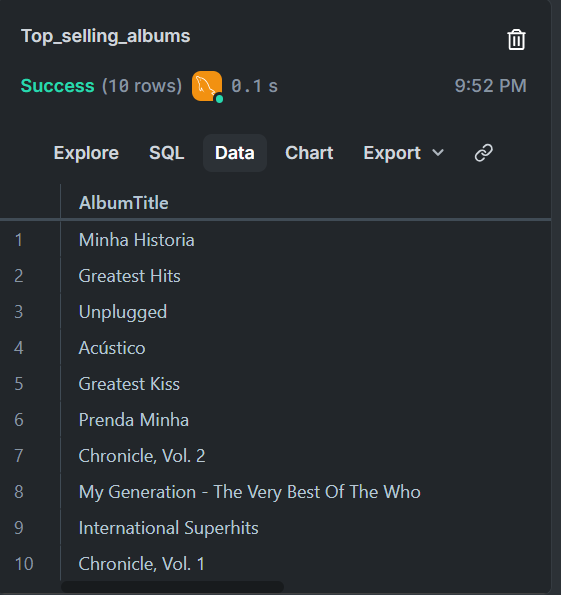 Top_selling_albums
Success (10 rows) 0.1 s 9:52 PM
Explore SQL Data Chart Export
AlbumTitle
1 Minha Historia
2 Greatest Hits
3 Unplugged
4 Acústico
5 Greatest Kiss
6 Prenda Minha
7 Chronicle, Vol. 2
8 My Generation - The Very Best Of The Who
9 International Superhits
10 Chronicle, Vol. 1